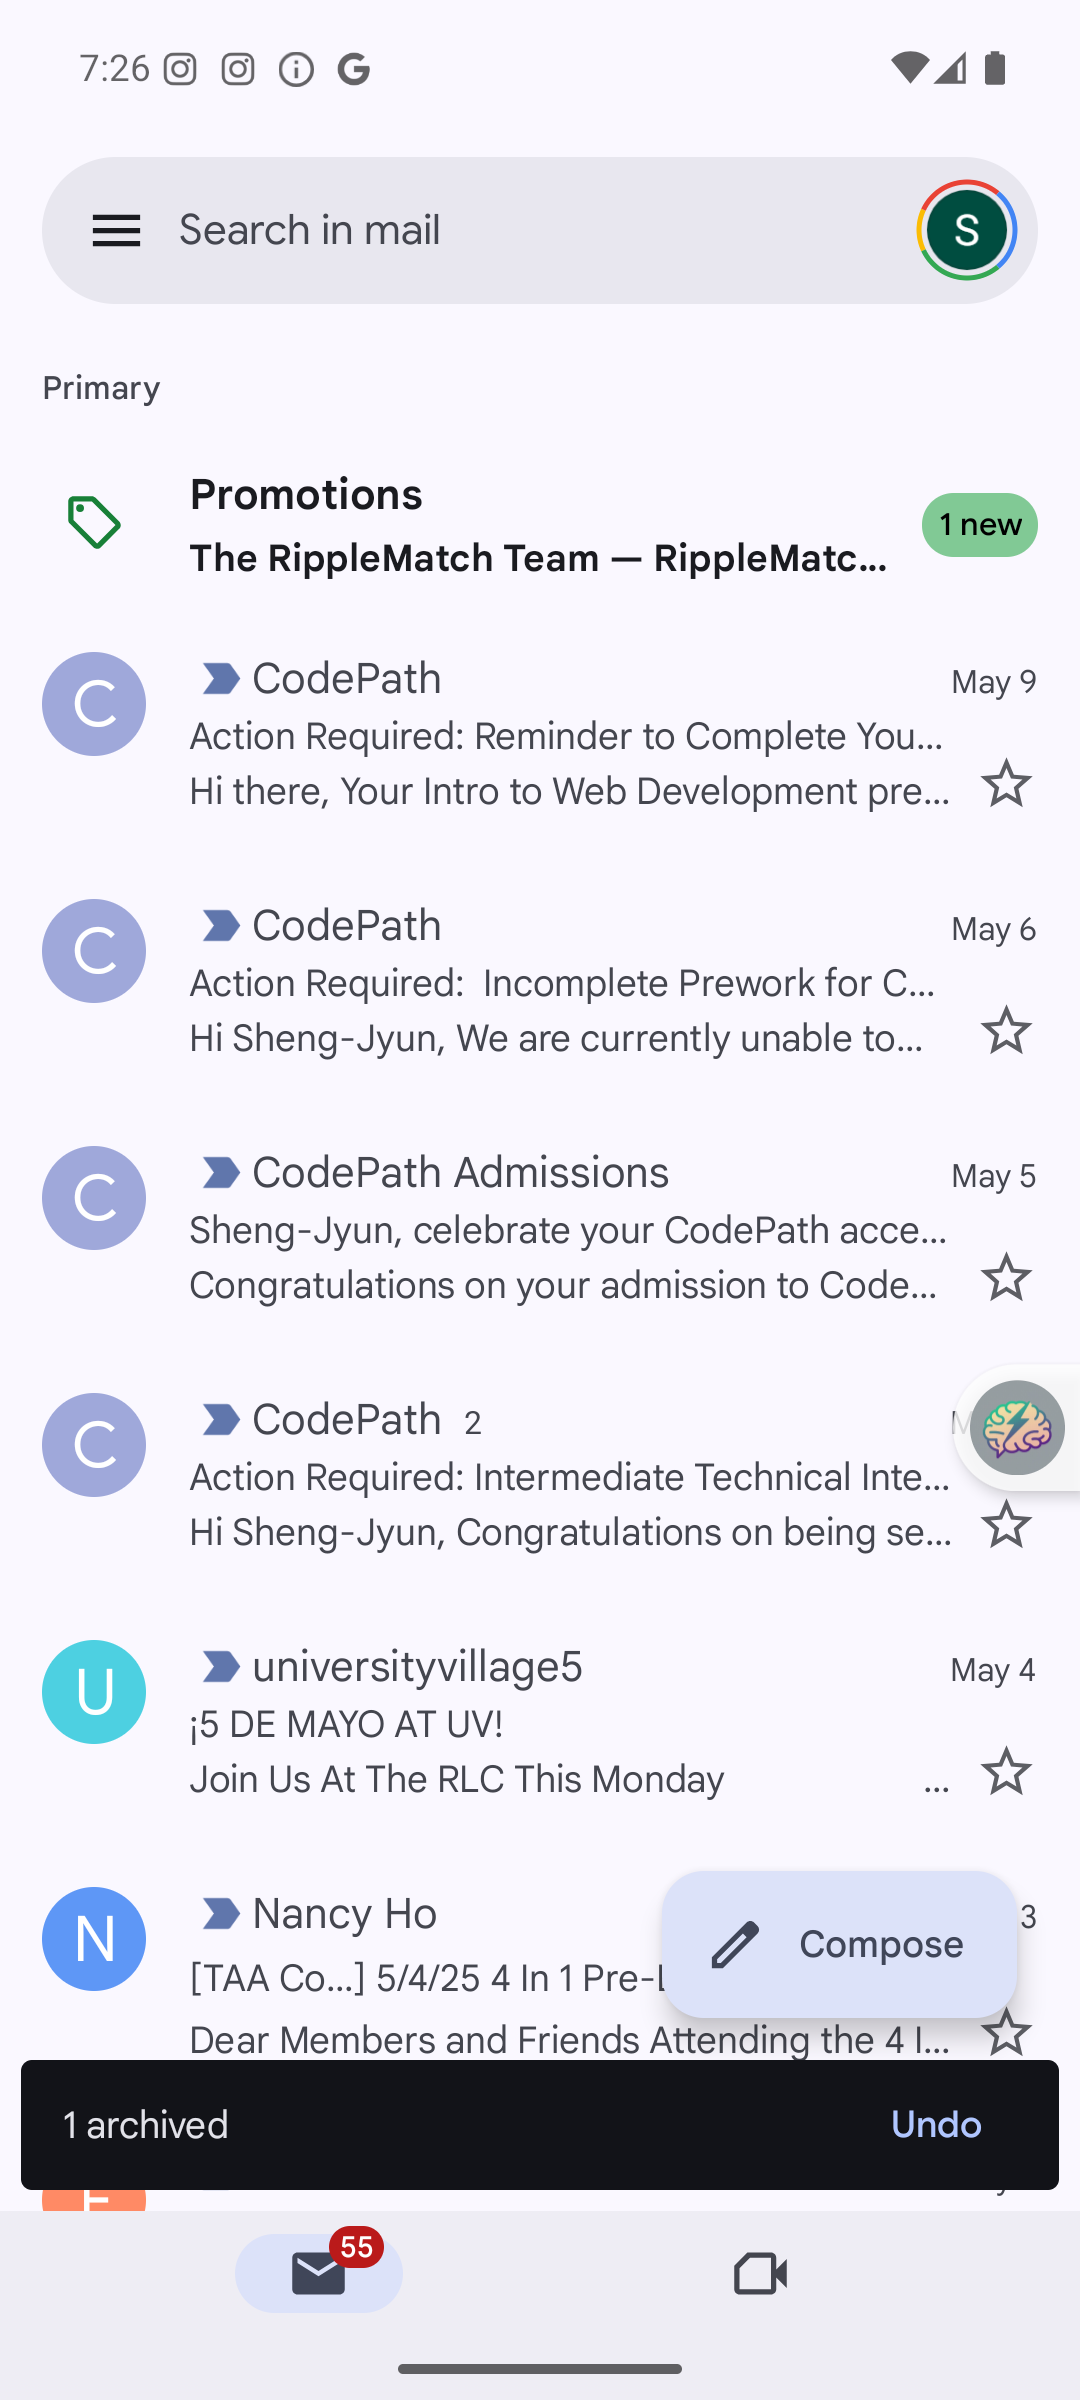 7:26
Search in mail
S
Primary
Promotions
1 new
The RippleMatch Team — RippleMatc...
C
CodePath
May 9
Action Required: Reminder to Complete You...
Hi there, Your Intro to Web Development pre...
C
CodePath
May 6
Action Required:  Incomplete Prework for C...
Hi Sheng-Jyun, We are currently unable to...
C
CodePath Admissions
May 5
Sheng-Jyun, celebrate your CodePath acce...
Congratulations on your admission to Code...
C
CodePath 2
Action Required: Intermediate Technical Inte...
Hi Sheng-Jyun, Congratulations on being se...
U
universityvillage5
May 4
¡5 DE MAYO AT UV!
Join Us At The RLC This Monday ...
N
Nancy Ho
3
[TAA Co...] 5/4/25 4 In 1 Pre-
Compose
Dear Members and Friends Attending the 4 I...
1 archived
Undo
55